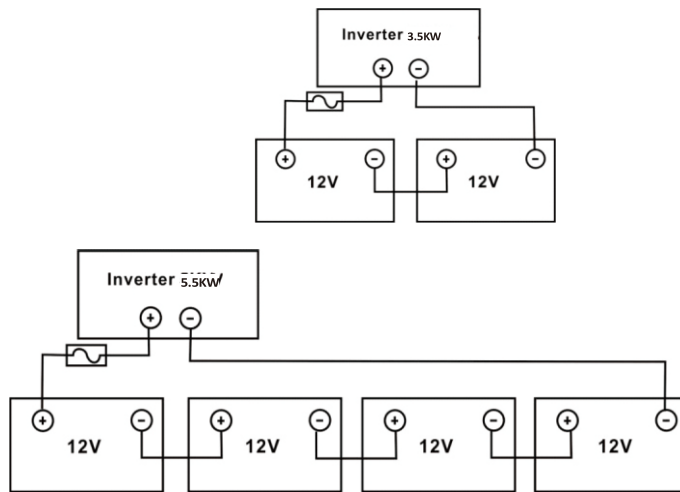 Inverter 3.5KW
+ −
+ − + −
12V 12V
Inverter 5.5KW
+ −
+ − + − + − + −
12V 12V 12V 12V